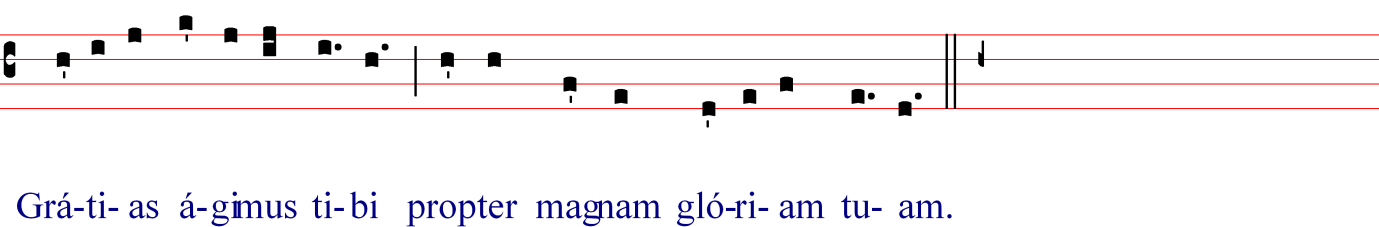 Grá-ti- as á-gimus ti-bi propter magnam gló-ri- am tu- am.